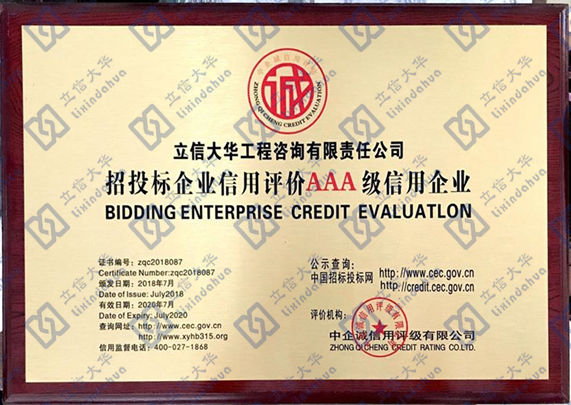 中企诚信用评级
诚
ZHONG QI CHENG CREDIT EVALUATION
立信大华工程咨询有限责任公司
招投标企业信用评价AAA级信用企业
BIDDING ENTERPRISE CREDIT EVALUATLON
证书编号：zqc2018087
Certificate Number:zqc2018087
颁发日期：2018年7月
Date of Issue: July2018
有效日期：2020年7月
Date of Expiry:July2020
查询网址：http://www.cec.gov.cn
http://www.xyhb315.org
信用监督电话：400-027-1868
公示查询：
中国招标投标网
http://www.cec.gov.cn
http://credit.cec.gov.cn
评价机构：
中企诚信用评级有限公司
ZHONG QI CHENG CREDIT RATING CO.LTD.
立信大华
lixindahua